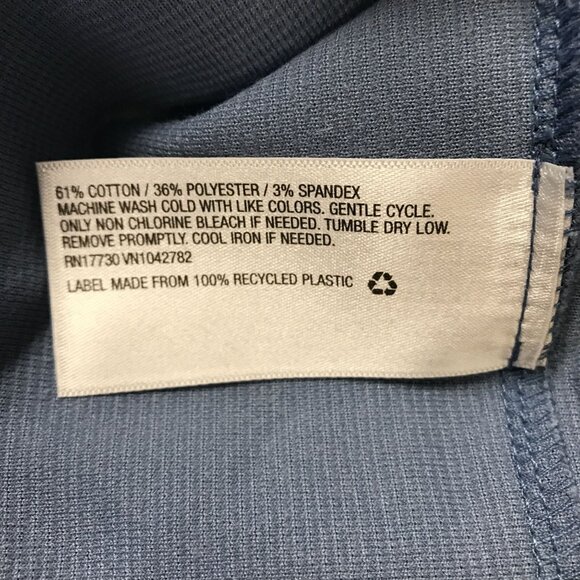 61% COTTON / 36% POLYESTER / 3% SPANDEX
MACHINE WASH COLD WITH LIKE COLORS. GENTLE CYCLE.
ONLY NON CHLORINE BLEACH IF NEEDED. TUMBLE DRY LOW.
REMOVE PROMPTLY. COOL IRON IF NEEDED.
RN17730 VN1042782
LABEL MADE FROM 100% RECYCLED PLASTIC